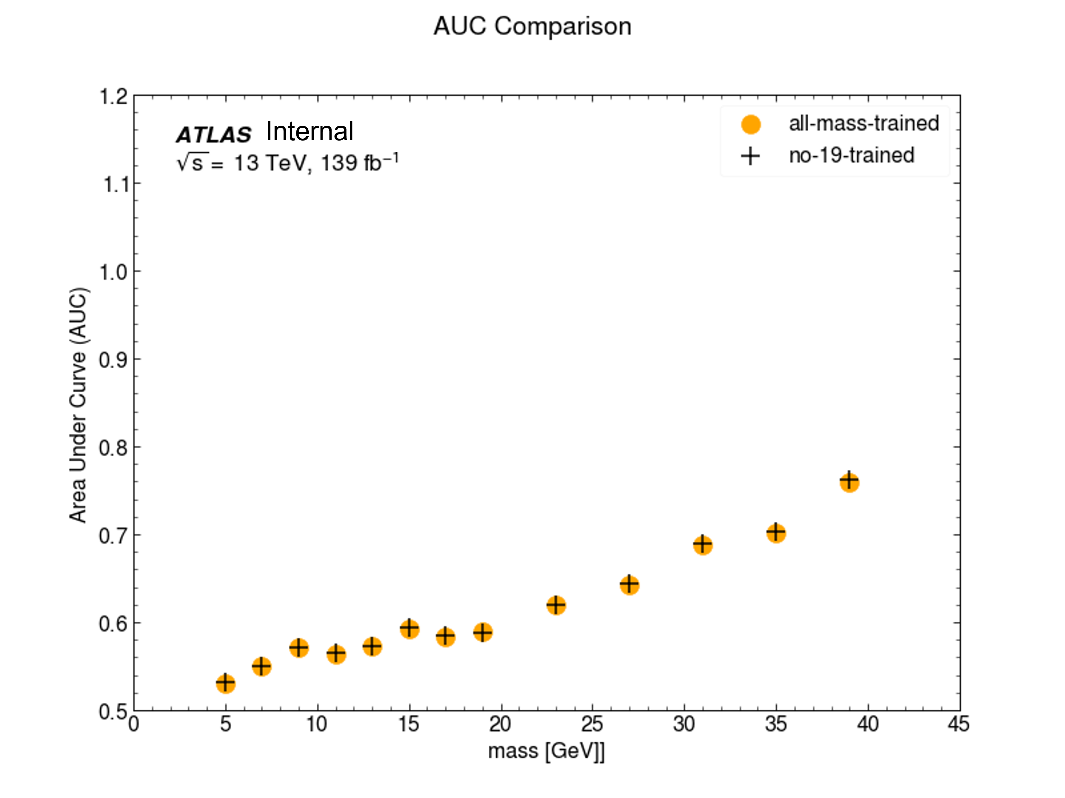 AUC Comparison
1.2
1.1
1.0
0.9
0.8
0.7
0.6
0.5
Area Under Curve (AUC)
ATLAS Internal
√s = 13 TeV, 139 fb⁻¹
all-mass-trained
no-19-trained
0 5 10 15 20 25 30 35 40 45
mass [GeV]]